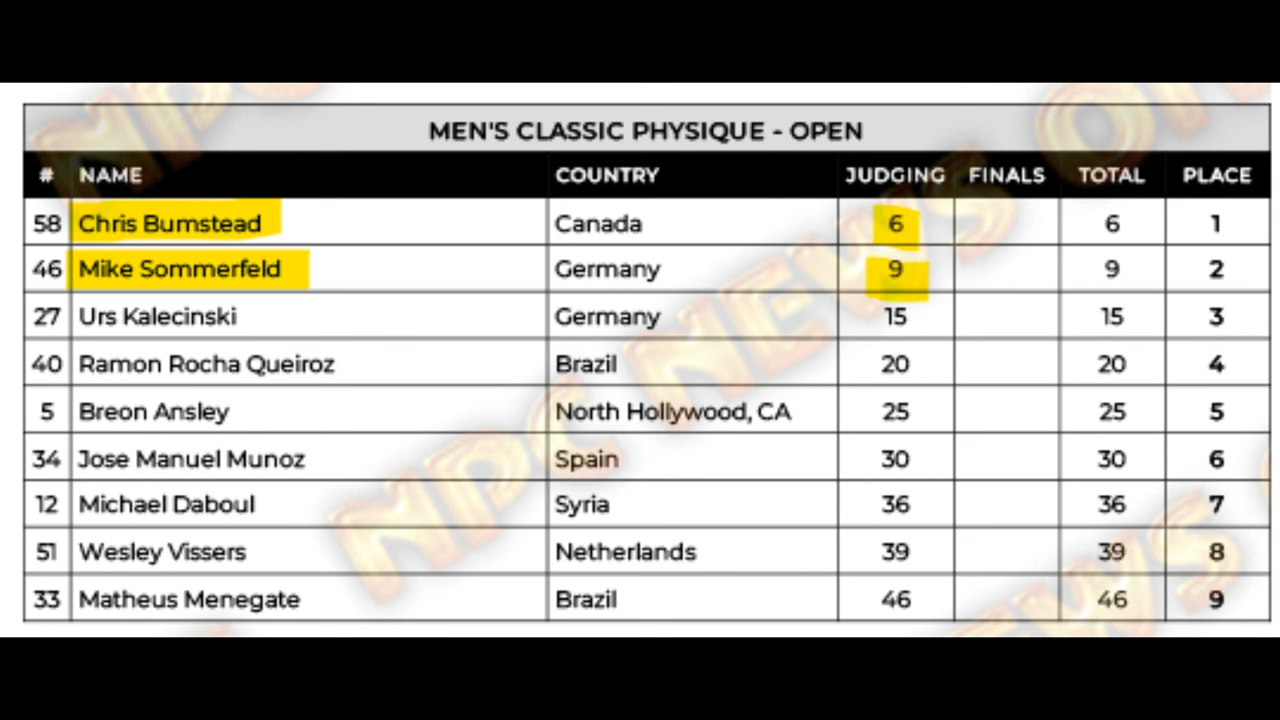 MEN'S CLASSIC PHYSIQUE - OPEN
# NAME COUNTRY JUDGING FINALS TOTAL PLACE
58 Chris Bumstead Canada 6 6 1
46 Mike Sommerfeld Germany 9 9 2
27 Urs Kalecinski Germany 15 15 3
40 Ramon Rocha Queiroz Brazil 20 20 4
5 Breon Ansley North Hollywood, CA 25 25 5
34 Jose Manuel Munoz Spain 30 30 6
12 Michael Daboul Syria 36 36 7
51 Wesley Vissers Netherlands 39 39 8
33 Matheus Menegate Brazil 46 46 9
NPC NEWS ON